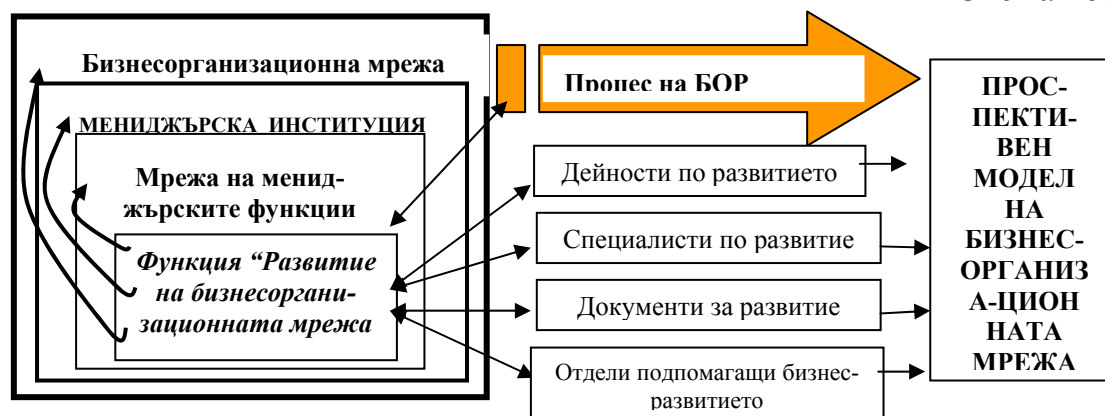 Бизнесорганизационна мрежа
МЕНИДЖЪРСКА ИНСТИТУЦИЯ
Мрежа на менид-
жърските функции
Функция “Развитие
на бизнесоргани-
зационната мрежа
Процес на БОР
Дейности по развитието
Специалисти по развитие
Документи за развитие
Отдели подпомагащи бизнес-
развитието
ПРОС-
ПЕКТИ-
ВЕН
МОДЕЛ
НА
БИЗНЕС-
ОРГАНИЗ
А-ЦИОН
НАТА
МРЕЖА